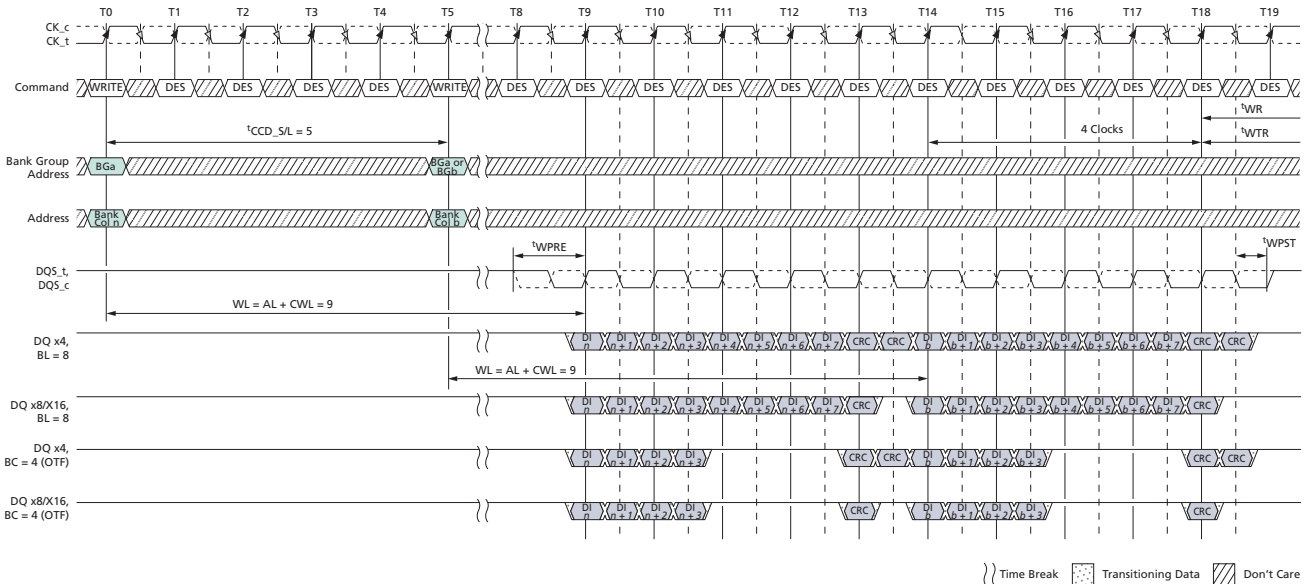 T0 T1 T2 T3 T4 T5 T8 T9 T10 T11 T12 T13 T14 T15 T16 T17 T18 T19
CK_c
CK_t
Command WRITE DES DES DES DES WRITE DES DES DES DES DES DES DES DES DES DES DES DES
tWR
tCCD_S/L = 5 4 Clocks tWTR
Bank Group
Address
BGa BGa or
BGb
Address Bank
Col n
Bank
Col b
tWPRE tWPST
DQS_t,
DQS_c
WL = AL + CWL = 9
DQ x4,
BL = 8
DI
n
DI
n + 1
DI
n + 2
DI
n + 3
DI
n + 4
DI
n + 5
DI
n + 6
DI
n + 7
CRC CRC
DI
b
DI
b + 1
DI
b + 2
DI
b + 3
DI
b + 4
DI
b + 5
DI
b + 6
DI
b + 7
CRC CRC
WL = AL + CWL = 9
DQ x8/X16,
BL = 8
DI
n
DI
n + 1
DI
n + 2
DI
n + 3
DI
n + 4
DI
n + 5
DI
n + 6
DI
n + 7
CRC
DI
b
DI
b + 1
DI
b + 2
DI
b + 3
DI
b + 4
DI
b + 5
DI
b + 6
DI
b + 7
CRC
DQ x4,
BC = 4 (OTF)
DI
n
DI
n + 1
DI
n + 2
DI
n + 3
CRC CRC
DI
b
DI
b + 1
DI
b + 2
DI
b + 3
CRC CRC
DQ x8/X16,
BC = 4 (OTF)
DI
n
DI
n + 1
DI
n + 2
DI
n + 3
CRC
DI
b
DI
b + 1
DI
b + 2
DI
b + 3
CRC
Time Break Transitioning Data Don't Care